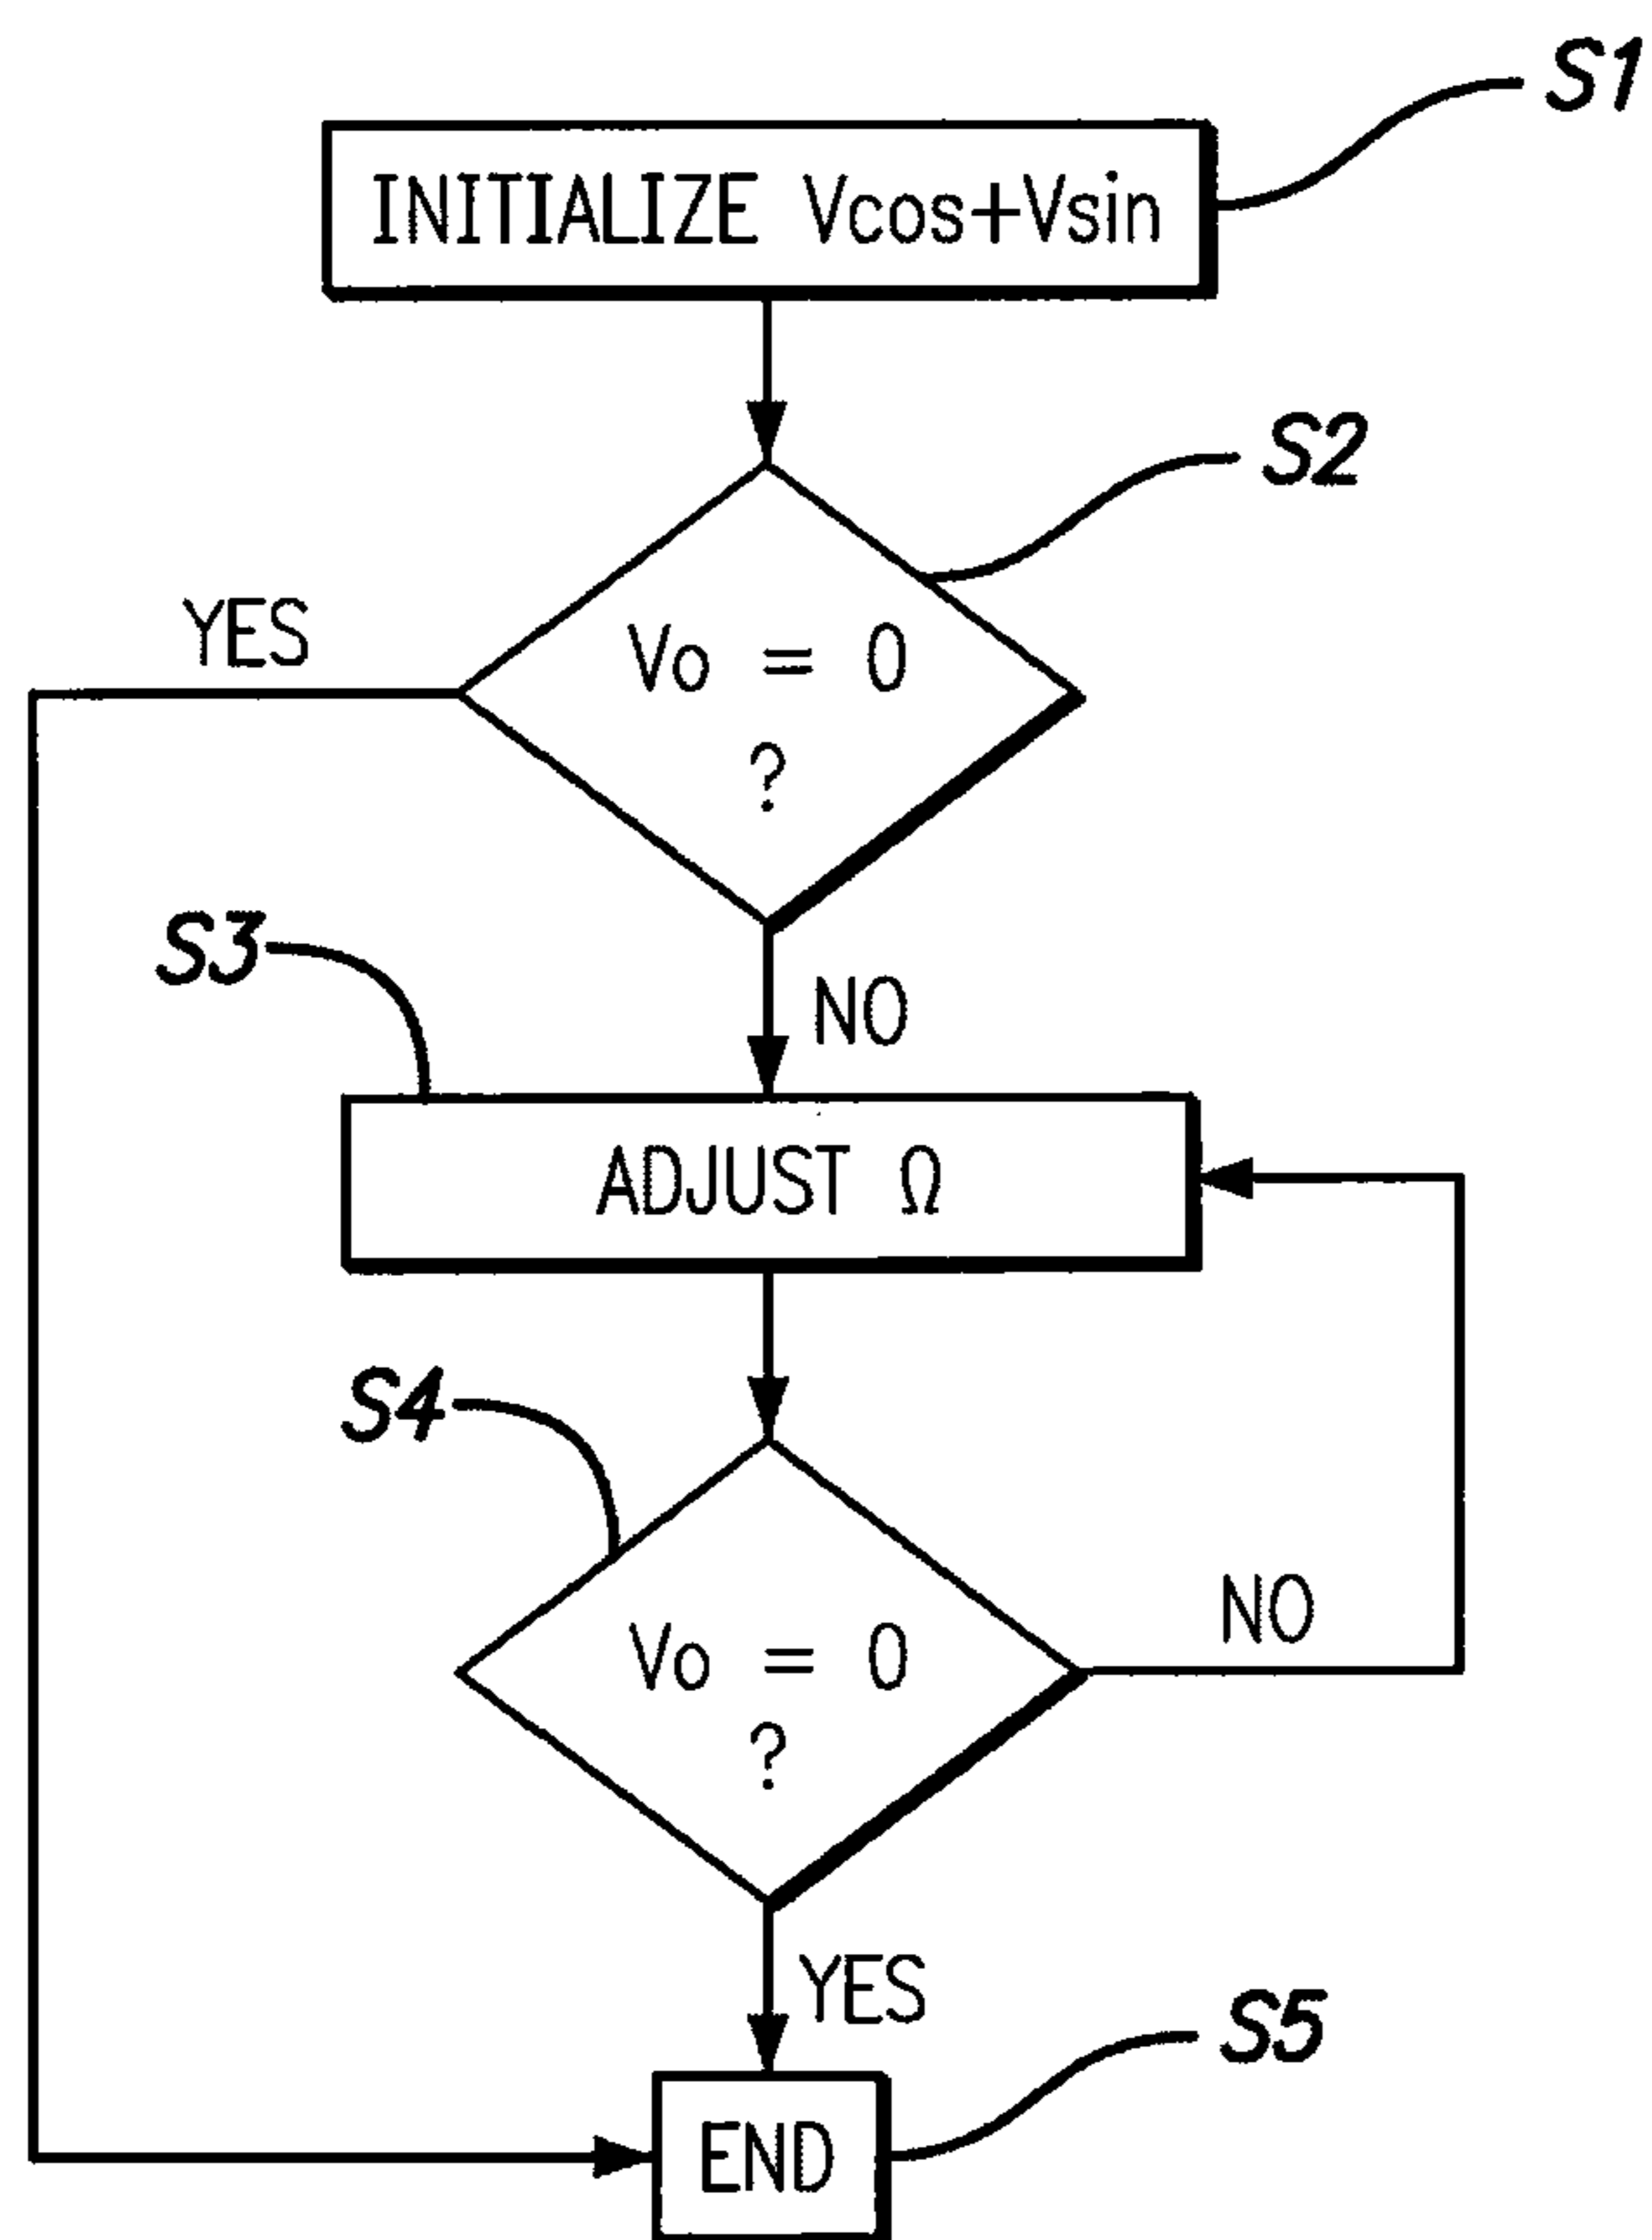 S1
INITIALIZE Vcos+Vsin
S2
YES
Vo = 0
?
S3
NO
ADJUST Ω
S4
Vo = 0
?
NO
YES
S5
END